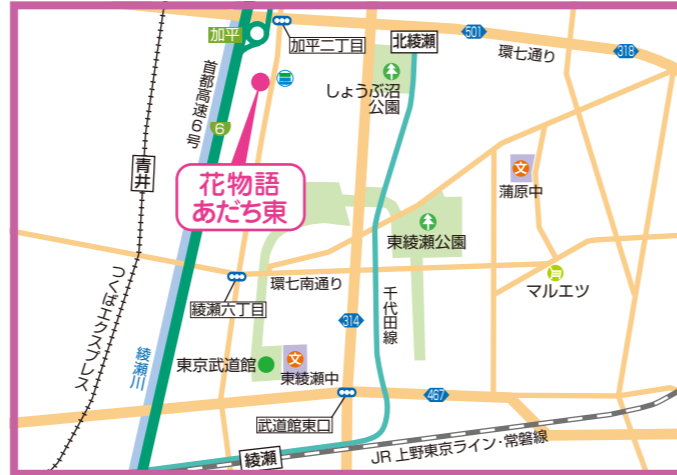 加平
加平二丁目
北綾瀬
501
環七通り
318
首都高速6号
しょうぶ沼
公園
6
青井
花物語
あだち東
文
蒲原中
東綾瀬公園
環七南通り
マルエツ
綾瀬六丁目
つくばエクスプレス
314
千代田線
綾瀬川
東京武道館
文
東綾瀬中
467
武道館東口
綾瀬
JR 上野東京ライン・常磐線